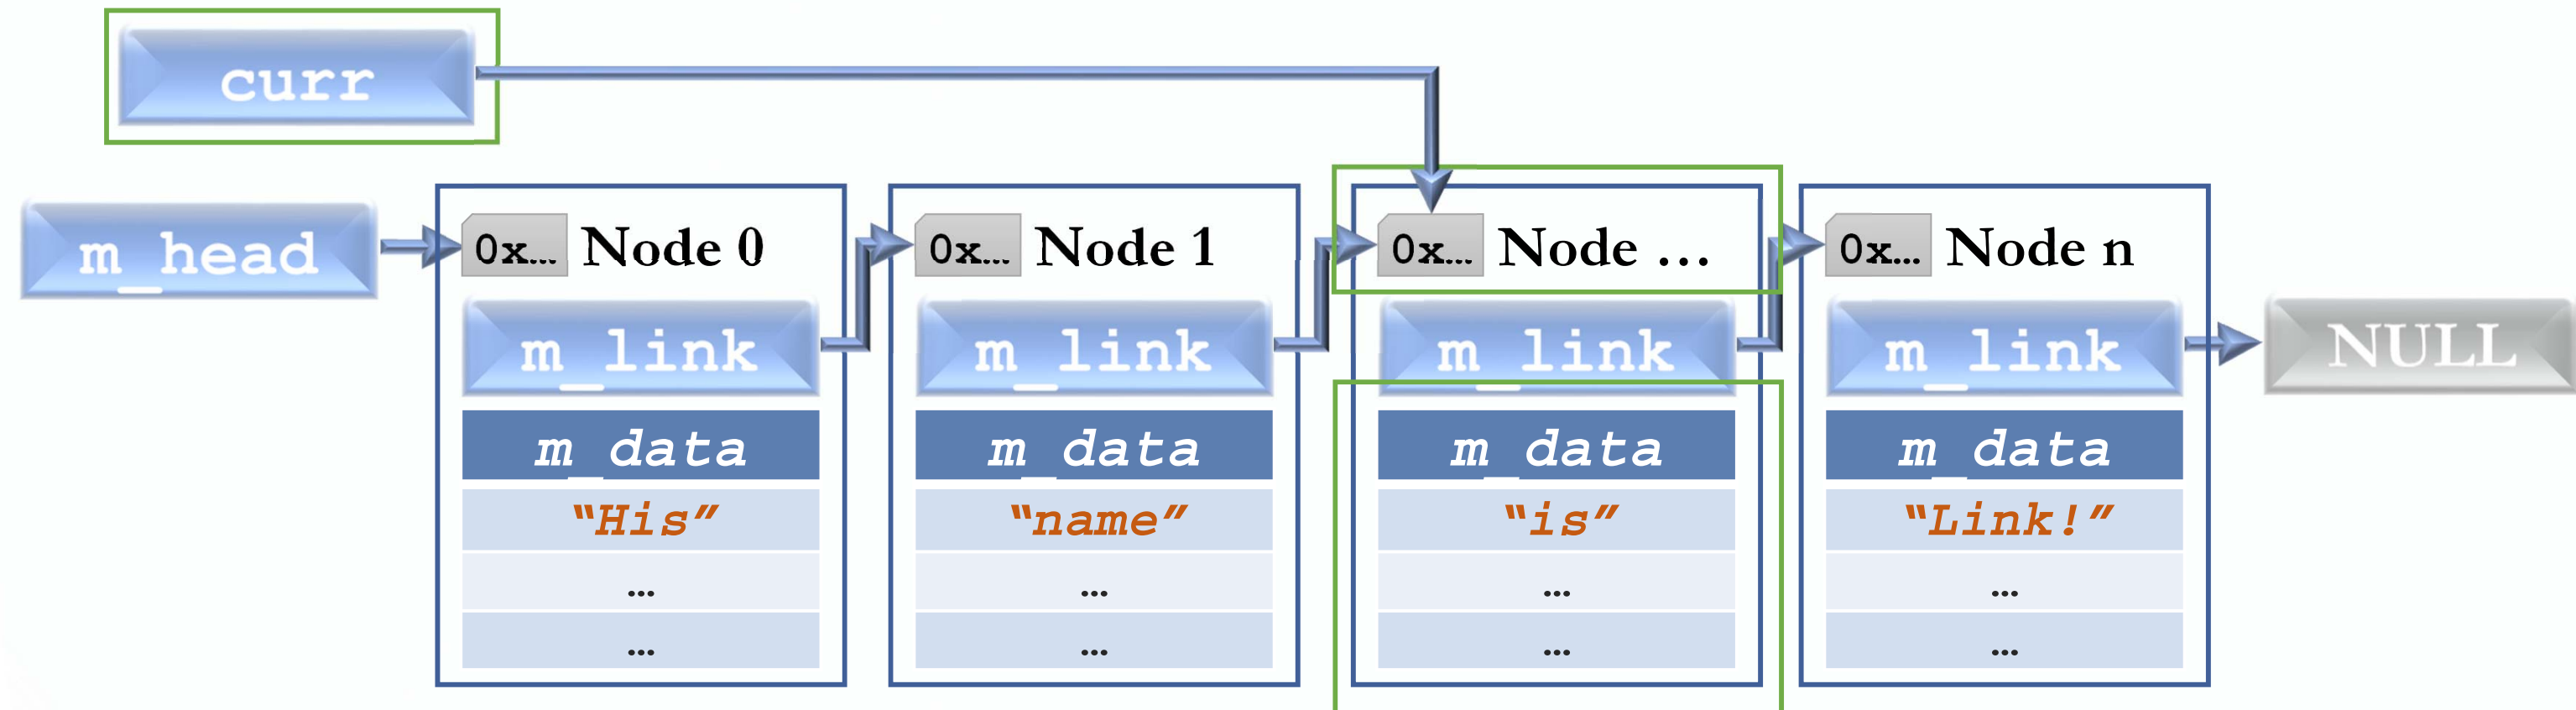 curr
m_head
0x… Node 0
m_link
m_data
“His”
…
…
0x… Node 1
m_link
m_data
“name”
…
…
0x… Node …
m_link
m_data
“is”
…
…
0x… Node n
m_link
m_data
“Link!”
…
…
NULL